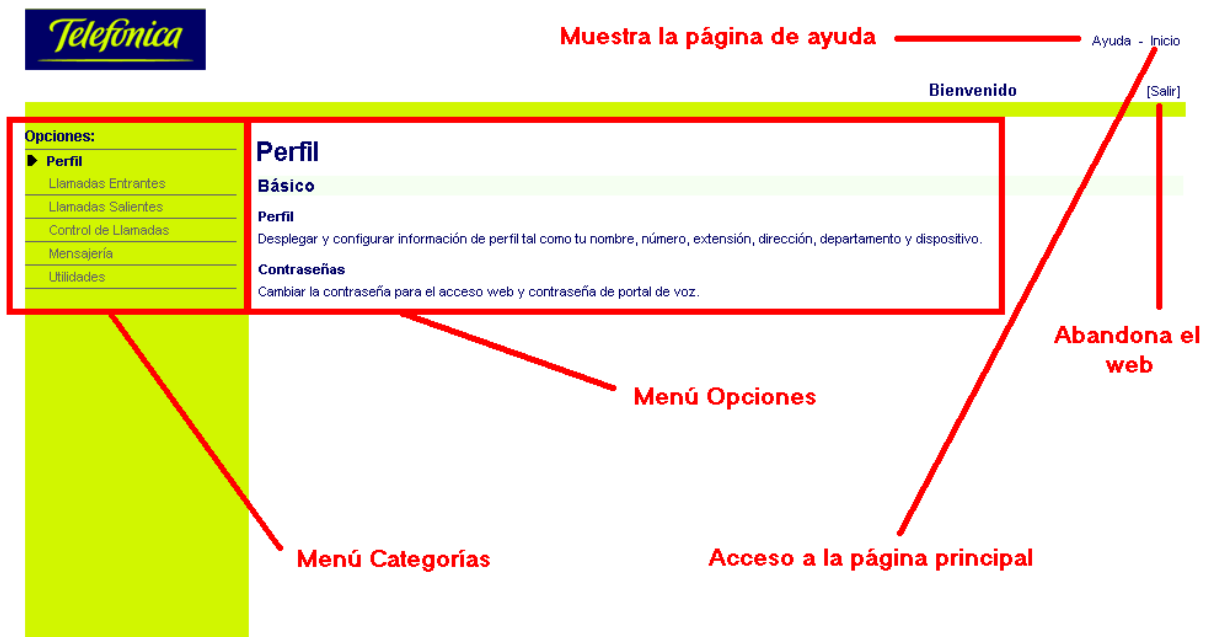 Telefónica
Muestra la página de ayuda
Ayuda - Inicio
Bienvenido
[Salir]
Opciones:
Perfil
Llamadas Entrantes
Llamadas Salientes
Control de Llamadas
Mensajería
Utilidades
Perfil
Básico
Perfil
Desplegar y configurar información de perfil tal como tu nombre, número, extensión, dirección, departamento y dispositivo.
Contraseñas
Cambiar la contraseña para el acceso web y contraseña de portal de voz.
Abandona el
web
Menú Opciones
Menú Categorías
Acceso a la página principal